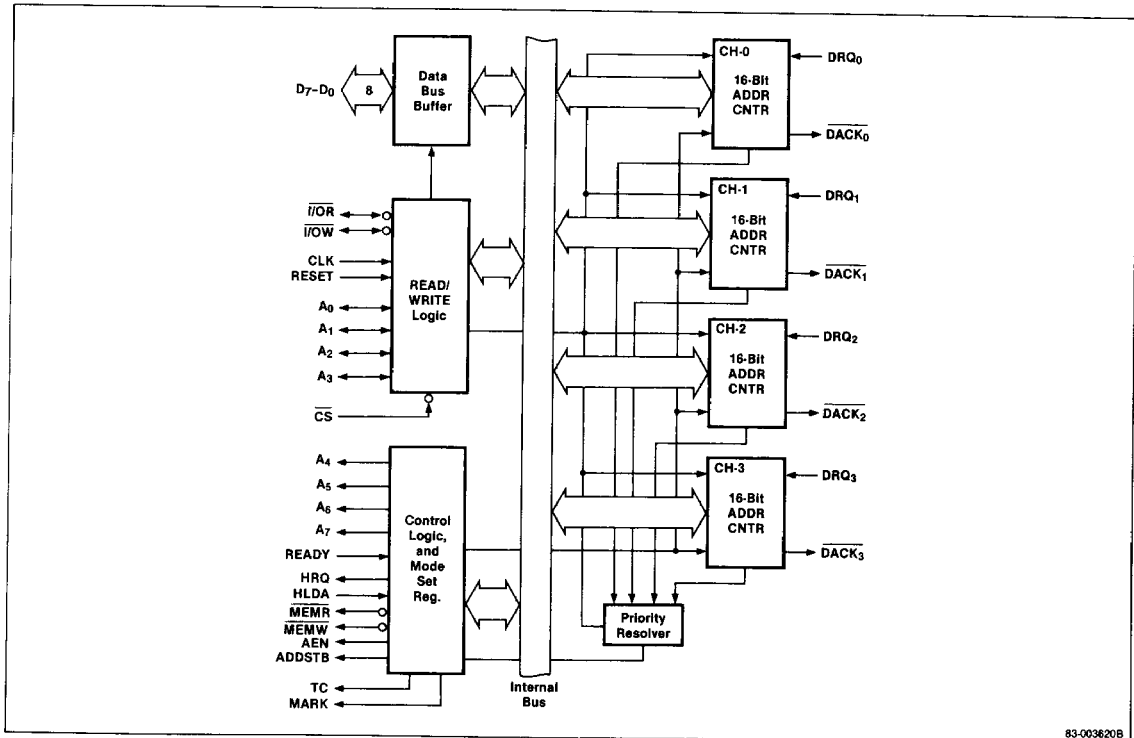 D7–D0
8
Data
Bus
Buffer
I/OR
I/OW
CLK
RESET
A0
A1
A2
A3
CS
READ/
WRITE
Logic
A4
A5
A6
A7
READY
HRQ
HLDA
MEMR
MEMW
AEN
ADDSTB
TC
MARK
Control
Logic,
and
Mode
Set
Reg.
Internal
Bus
CH-0
16-Bit
ADDR
CNTR
DRQ0
DACK0
CH-1
16-Bit
ADDR
CNTR
DRQ1
DACK1
CH-2
16-Bit
ADDR
CNTR
DRQ2
DACK2
CH-3
16-Bit
ADDR
CNTR
DRQ3
DACK3
Priority
Resolver
83-003620B